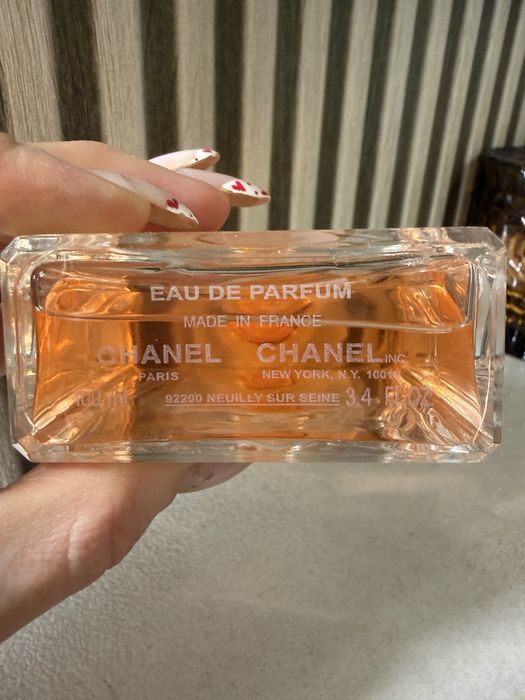 EAU DE PARFUM
MADE IN FRANCE
CHANEL CHANEL INC
PARIS NEW YORK, N.Y. 10019
100 ml 92200 NEUILLY SUR SEINE 3.4 FL. OZ